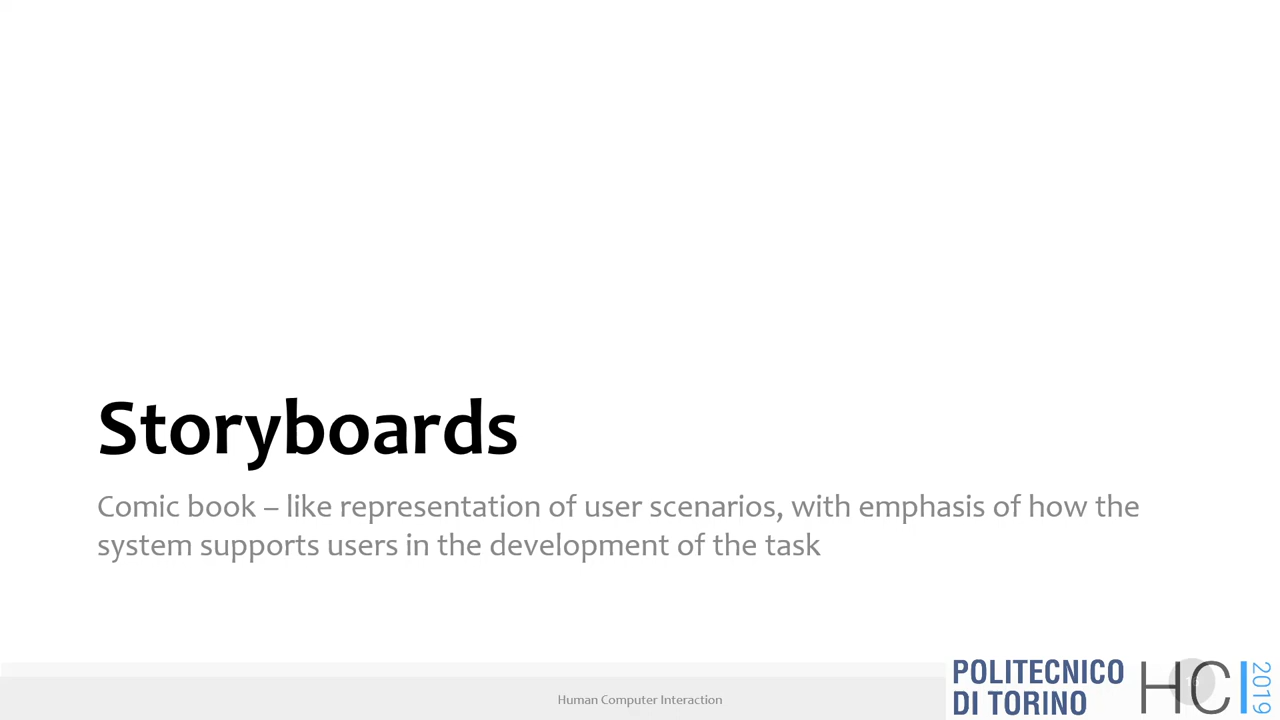 Storyboards
Comic book – like representation of user scenarios, with emphasis of how the
system supports users in the development of the task
Human Computer Interaction
POLITECNICO
DI TORINO
HCI
2019